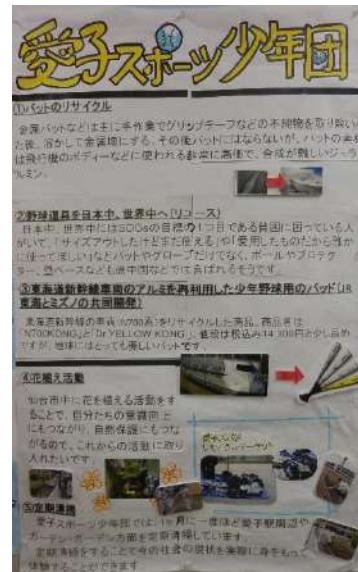 愛子スポーツ少年団
①バットのリサイクル
金属バットなどは主に手作業でグリップテープなどの不純物を取り除い
た後、溶かして金属塊にする。その後バットにはならないが、バットの素材
は飛行機のボディーなどに使われる非常に高価で、合成が難しいジュラ
ルミン。
②野球道具を日本中、世界中へ(リユース)
日本中、世界中にはSDGsの目標の1つ目である貧困に困っている人
がいて、「サイズアウトしたけどまだ使える」や「愛用したものだから誰か
に使ってほしい」などバットやグローブだけでなく、ボールやプロテク
ター、塁ベースなども途中国などでは喜ばれるそうです。
③東海道新幹線車両のアルミを再利用した少年野球用のバッド(JR
東海とミズノの共同開発)
東海道新幹線の車両(N700系)をリサイクルした商品。商品名は
「N700KONG」と「Dr YELLOW KONG」。値段は税込み14,300円と少し高め
ですが、地球にはとっても優しいバットです。
④花植え活動
仙台市中に花を植える活動をす
ることで、自分たちの意識向上
にもつながり、自然保護にもつな
がるので、これからの活動に取り
入れたいです。
⑤定期清掃
愛子スポーツ少年団では、1ヶ月に一度ほど愛子駅周辺や
ガーデン・ガーデン方面を定期清掃しています。
定期清掃をすることで今の社会の現状を実際に身をもって
体験することができます